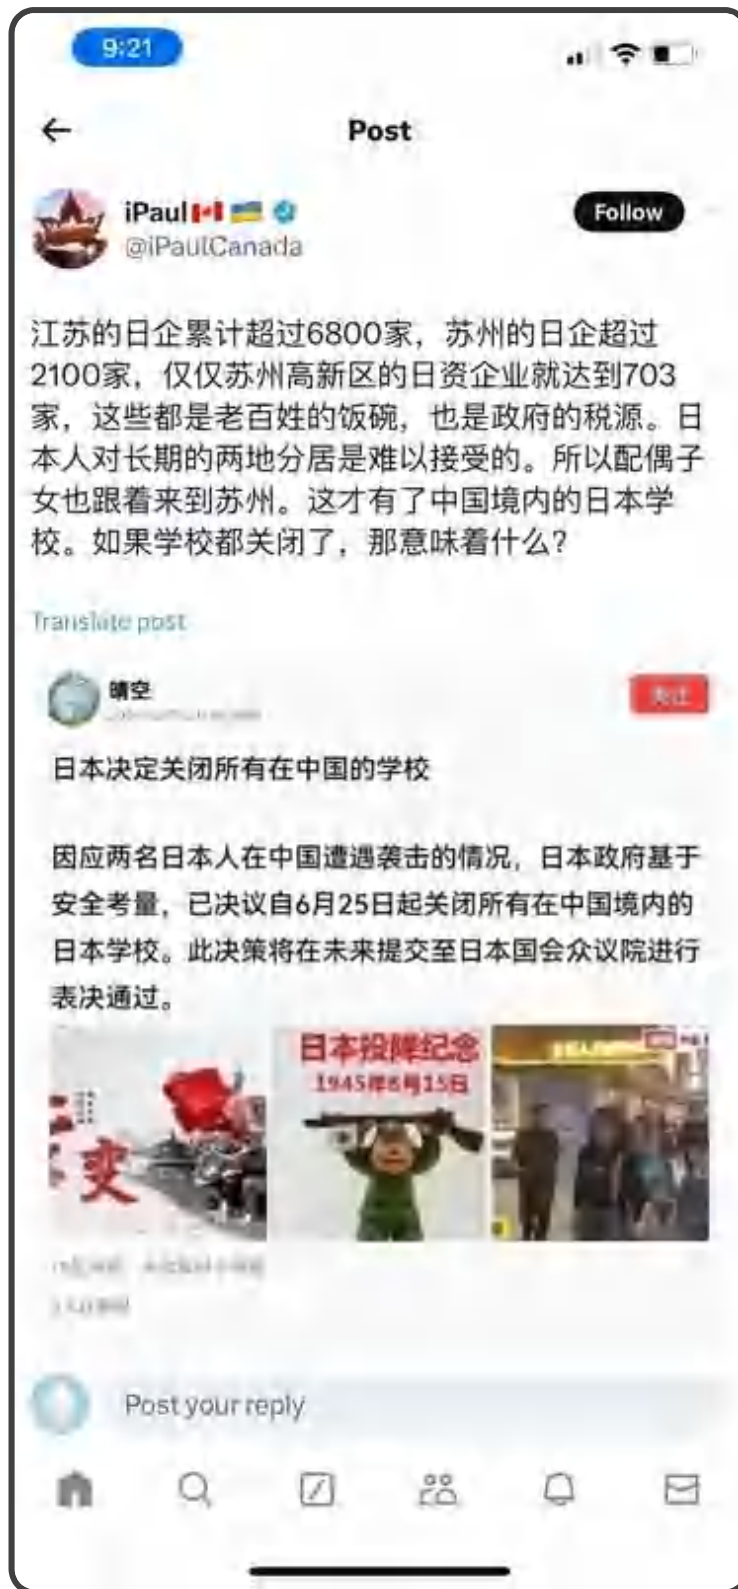 9:21
Post
iPaul
Follow
@iPaulCanada
江苏的日企累计超过6800家，苏州的日企超过
2100家，仅仅苏州高新区的日资企业就达到703
家，这些都是老百姓的饭碗，也是政府的税源。日
本人对长期的两地分居是难以接受的。所以配偶子
女也跟着来到苏州。这才有了中国境内的日本学
校。如果学校都关闭了，那意味着什么？
Translate post
晴空
关注
日本决定关闭所有在中国的学校
因应两名日本人在中国遭遇袭击的情况，日本政府基于
安全考量，已决议自6月25日起关闭所有在中国境内的
日本学校。此决策将在未来提交至日本国会众议院进行
表决通过。
日本投降纪念
1945年8月15日
变
Post your reply